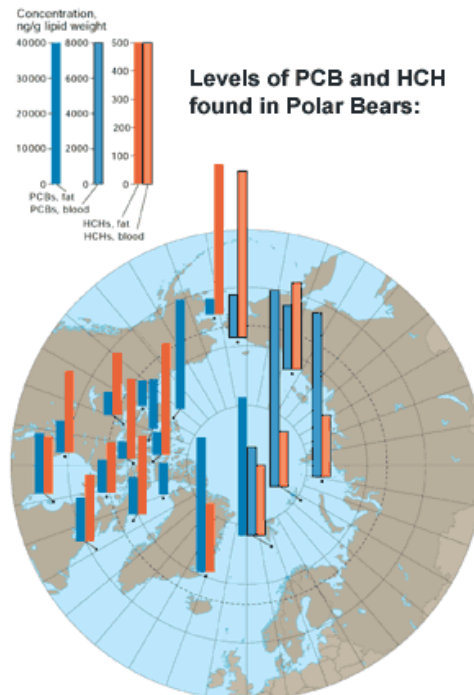 Concentration,
ng/g lipid weight
40000 8000 500
30000 6000 400
300
20000 4000
200
10000 2000
100
0 0 0
PCBs, fat
PCBs, blood
HCHs, fat
HCHs, blood
Levels of PCB and HCH
found in Polar Bears: